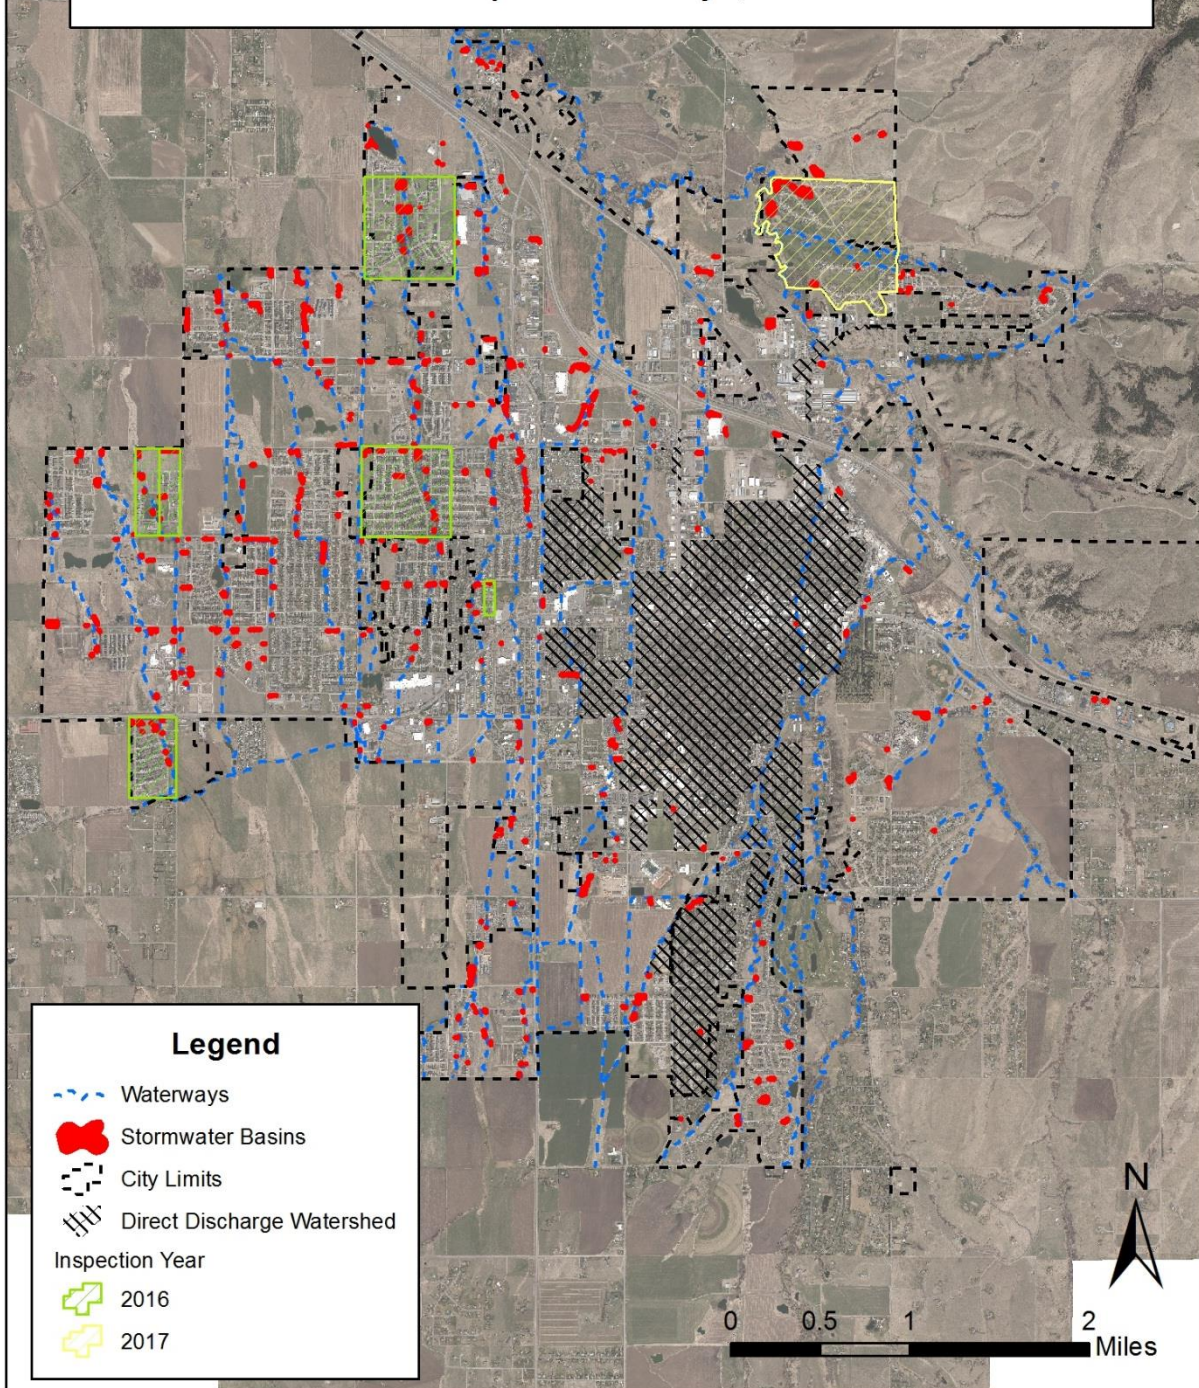 Legend
Waterways
Stormwater Basins
City Limits
Direct Discharge Watershed
Inspection Year
2016
2017
N
0 0.5 1 2
Miles